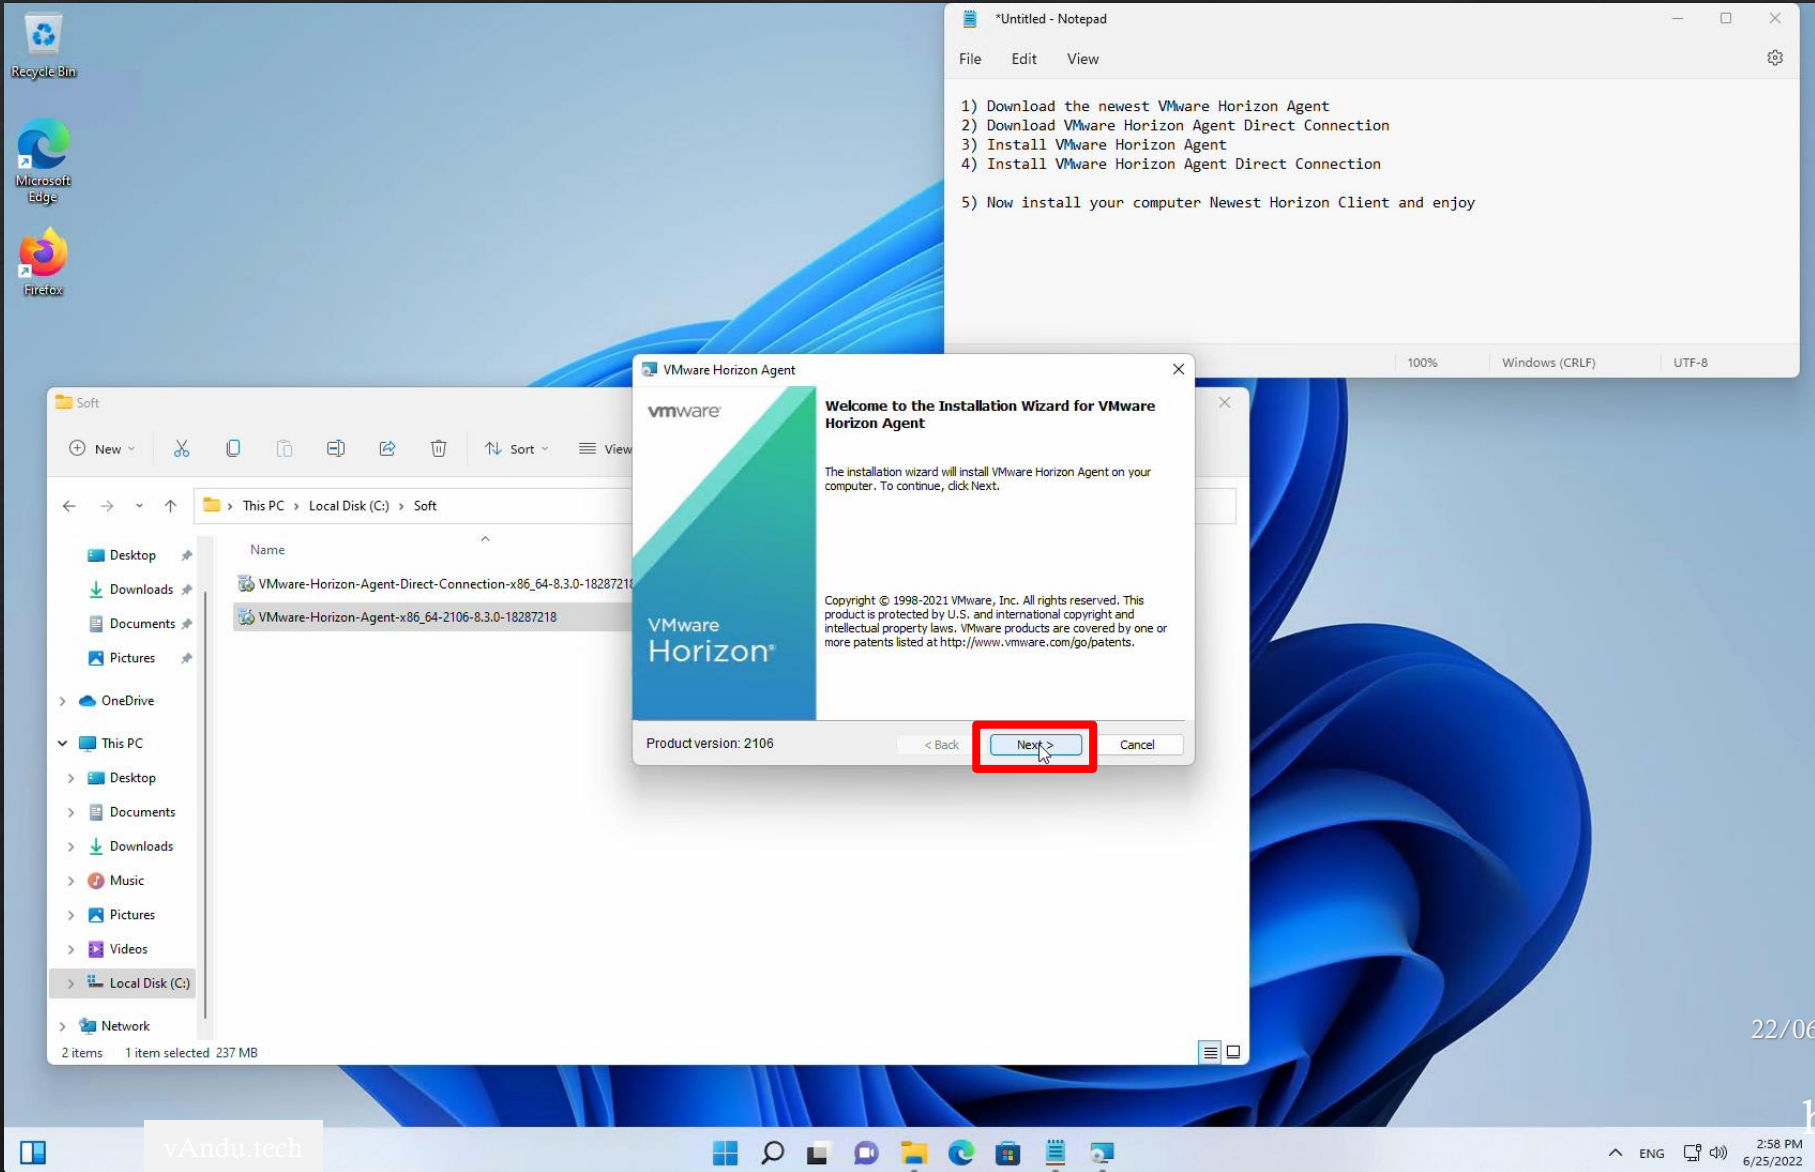 Recycle Bin
Microsoft
Edge
Firefox
*Untitled - Notepad
File Edit View
1) Download the newest VMware Horizon Agent
2) Download VMware Horizon Agent Direct Connection
3) Install VMware Horizon Agent
4) Install VMware Horizon Agent Direct Connection
5) Now install your computer Newest Horizon Client and enjoy
100% Windows (CRLF) UTF-8
Soft
New Sort View
This PC > Local Disk (C:) > Soft
Name
VMware-Horizon-Agent-Direct-Connection-x86_64-8.3.0-18287218
VMware-Horizon-Agent-x86_64-2106-8.3.0-18287218
Desktop
Downloads
Documents
Pictures
OneDrive
This PC
Desktop
Documents
Downloads
Music
Pictures
Videos
Local Disk (C:)
Network
2 items 1 item selected 237 MB
VMware Horizon Agent
vmware
VMware
Horizon®
Welcome to the Installation Wizard for VMware
Horizon Agent
The installation wizard will install VMware Horizon Agent on your
computer. To continue, click Next.
Copyright © 1998-2021 VMware, Inc. All rights reserved. This
product is protected by U.S. and international copyright and
intellectual property laws. VMware products are covered by one or
more patents listed at http://www.vmware.com/go/patents.
Product version: 2106
< Back Next > Cancel
22/06
vAndu.tech
ENG
2:58 PM
6/25/2022